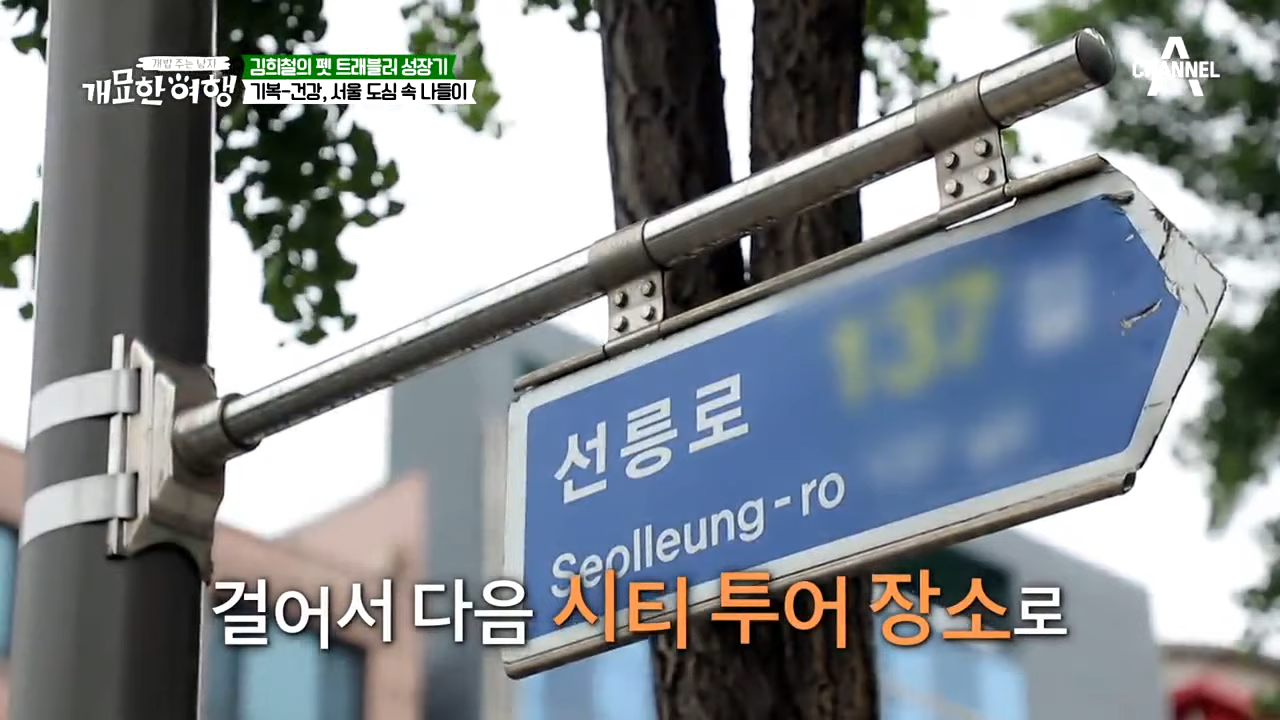 개밥 주는 남자
개묘한 여행
김희철의 펫 트래블러 성장기
기복-건강, 서울 도심 속 나들이
CHANNEL A
선릉로
137
Seolleung-ro
걸어서 다음 시티 투어 장소로